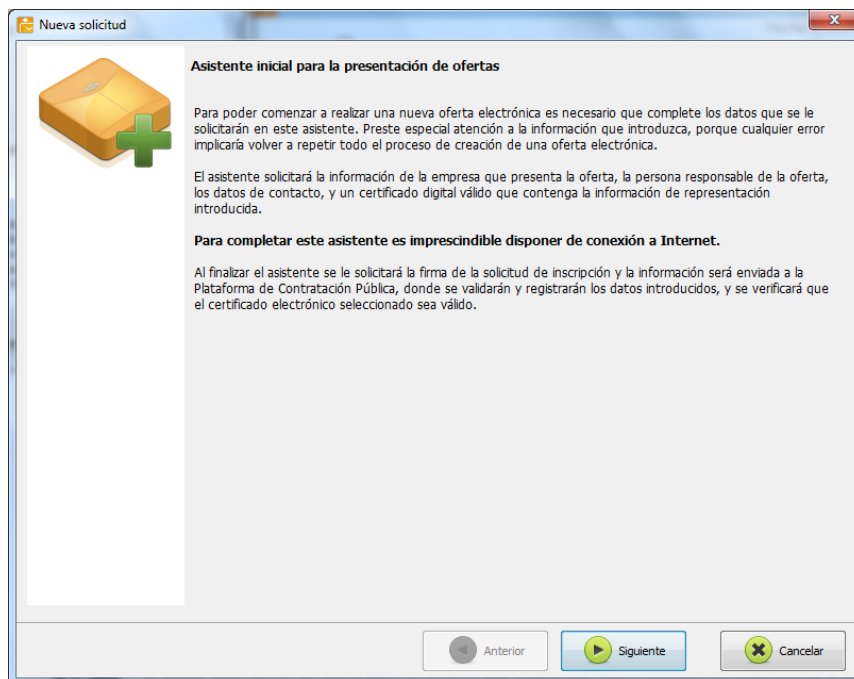 Nueva solicitud
Asistente inicial para la presentación de ofertas
Para poder comenzar a realizar una nueva oferta electrónica es necesario que complete los datos que se le
solicitarán en este asistente. Preste especial atención a la información que introduzca, porque cualquier error
implicaría volver a repetir todo el proceso de creación de una oferta electrónica.
El asistente solicitará la información de la empresa que presenta la oferta, la persona responsable de la oferta,
los datos de contacto, y un certificado digital válido que contenga la información de representación
introducida.
Para completar este asistente es imprescindible disponer de conexión a Internet.
Al finalizar el asistente se le solicitará la firma de la solicitud de inscripción y la información será enviada a la
Plataforma de Contratación Pública, donde se validarán y registrarán los datos introducidos, y se verificará que
el certificado electrónico seleccionado sea válido.
Anterior
Siguiente
Cancelar